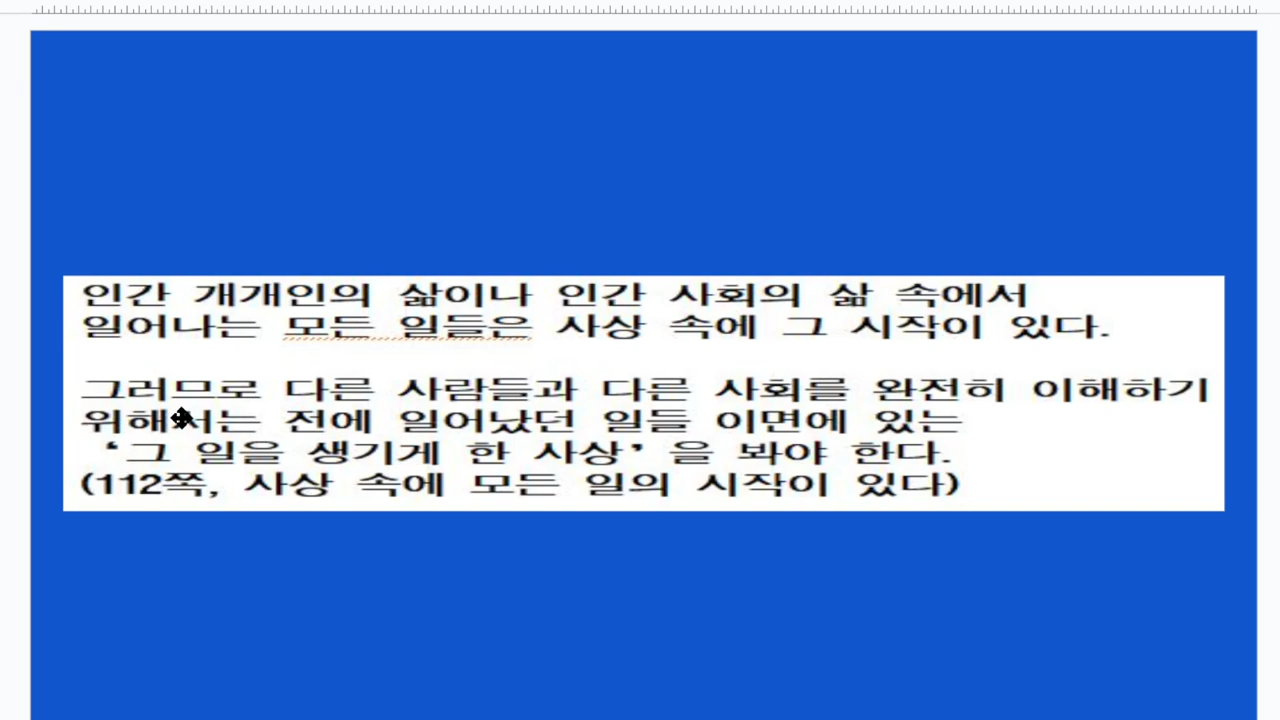 인간 개개인의 삶이나 인간 사회의 삶 속에서
일어나는 모든 일들은 사상 속에 그 시작이 있다.
그러므로 다른 사람들과 다른 사회를 완전히 이해하기
위해서는 전에 일어났던 일들 이면에 있는
‘그 일을 생기게 한 사상’을 봐야 한다.
(112쪽, 사상 속에 모든 일의 시작이 있다)